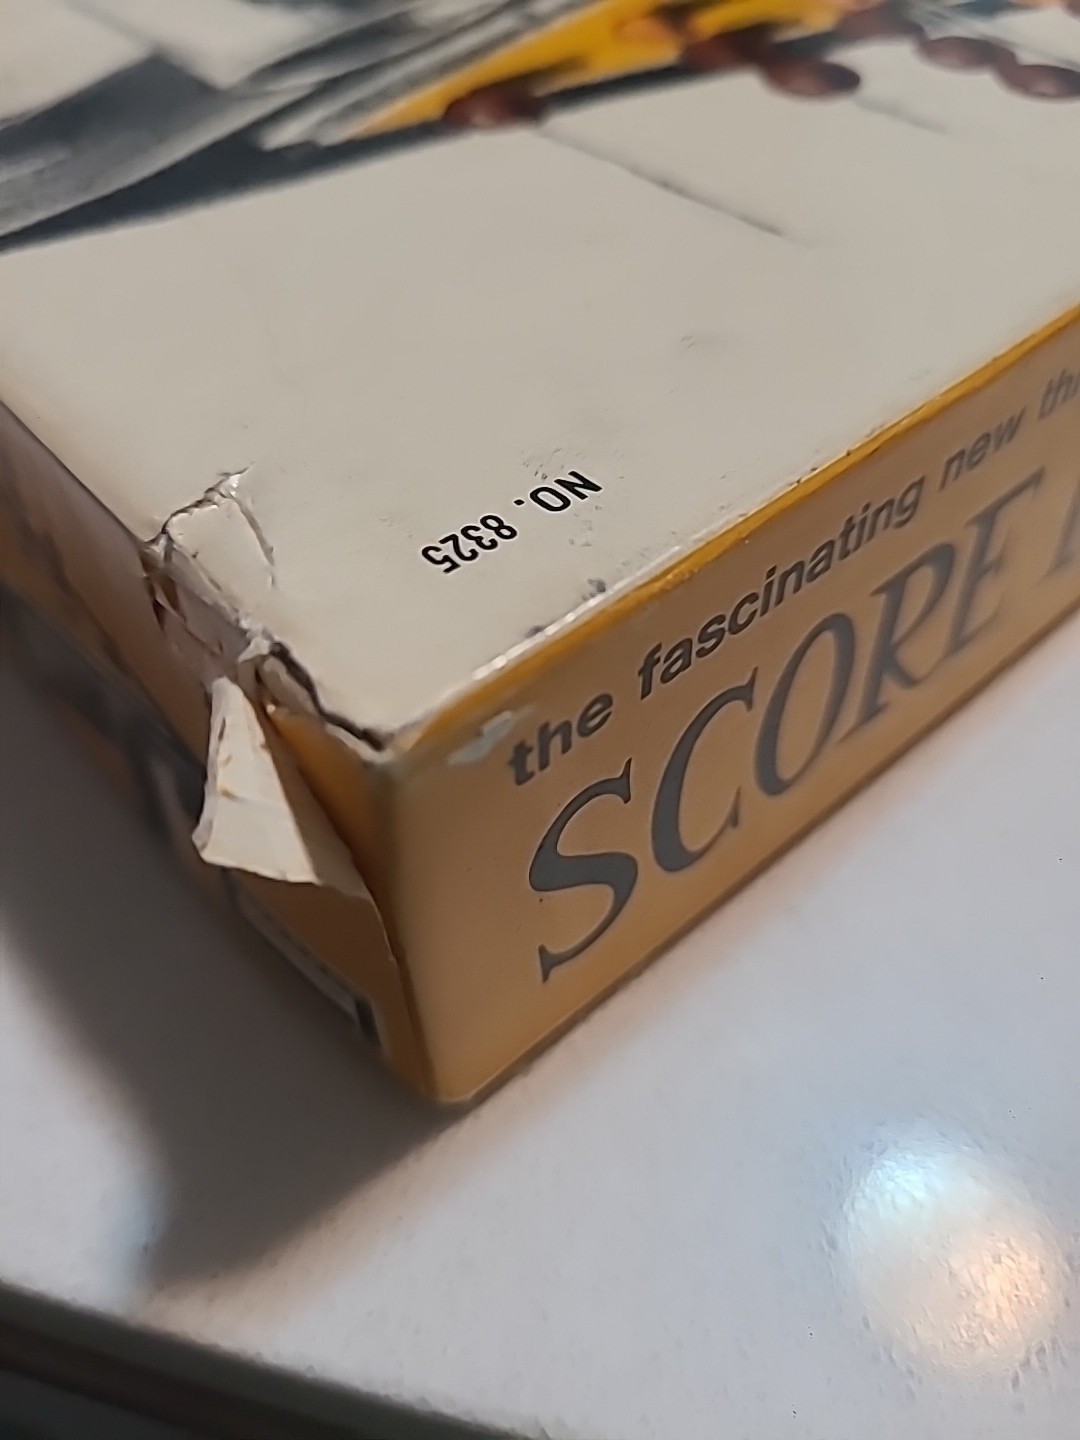 NO. 8325
the fascinating new
SCORE